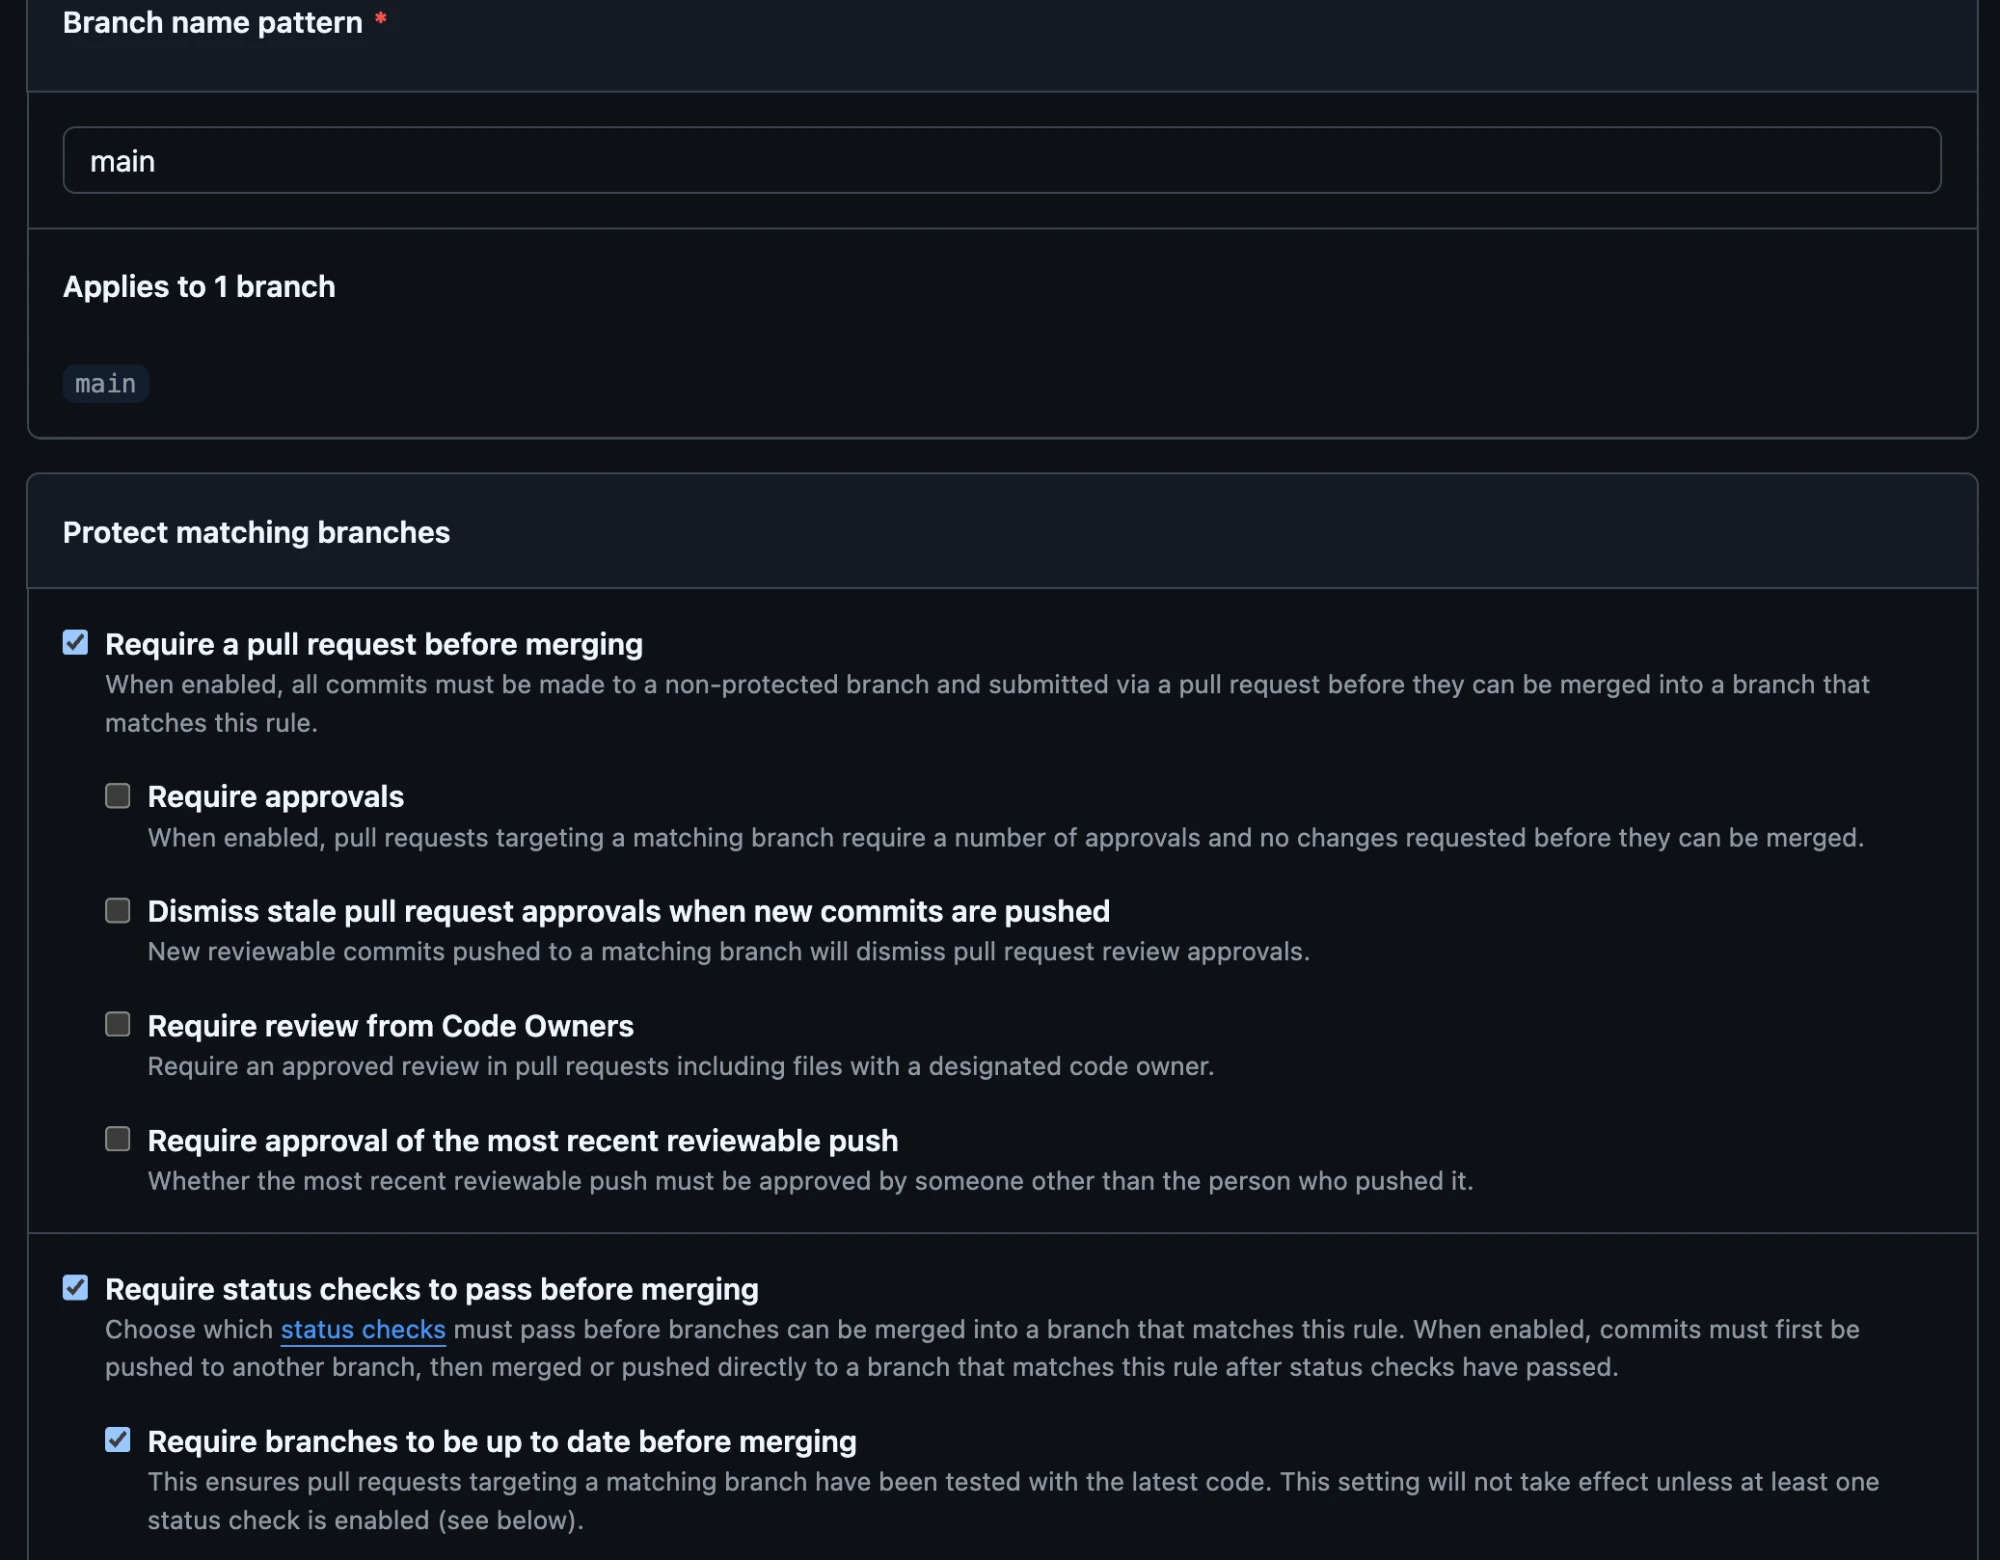 Branch name pattern *
main
Applies to 1 branch
main
Protect matching branches
Require a pull request before merging
When enabled, all commits must be made to a non-protected branch and submitted via a pull request before they can be merged into a branch that
matches this rule.
Require approvals
When enabled, pull requests targeting a matching branch require a number of approvals and no changes requested before they can be merged.
Dismiss stale pull request approvals when new commits are pushed
New reviewable commits pushed to a matching branch will dismiss pull request review approvals.
Require review from Code Owners
Require an approved review in pull requests including files with a designated code owner.
Require approval of the most recent reviewable push
Whether the most recent reviewable push must be approved by someone other than the person who pushed it.
Require status checks to pass before merging
Choose which status checks must pass before branches can be merged into a branch that matches this rule. When enabled, commits must first be
pushed to another branch, then merged or pushed directly to a branch that matches this rule after status checks have passed.
Require branches to be up to date before merging
This ensures pull requests targeting a matching branch have been tested with the latest code. This setting will not take effect unless at least one
status check is enabled (see below).